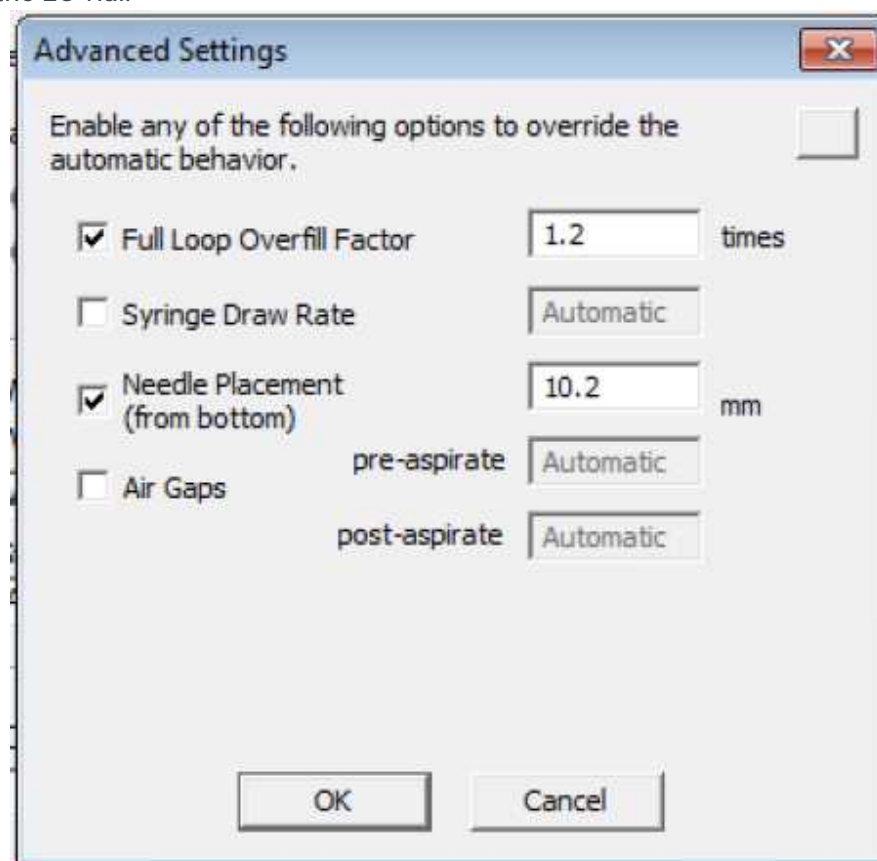 Advanced Settings
Enable any of the following options to override the
automatic behavior.
Full Loop Overfill Factor 1.2 times
Syringe Draw Rate Automatic
Needle Placement
(from bottom) 10.2 mm
Air Gaps pre-aspirate Automatic
post-aspirate Automatic
OK Cancel